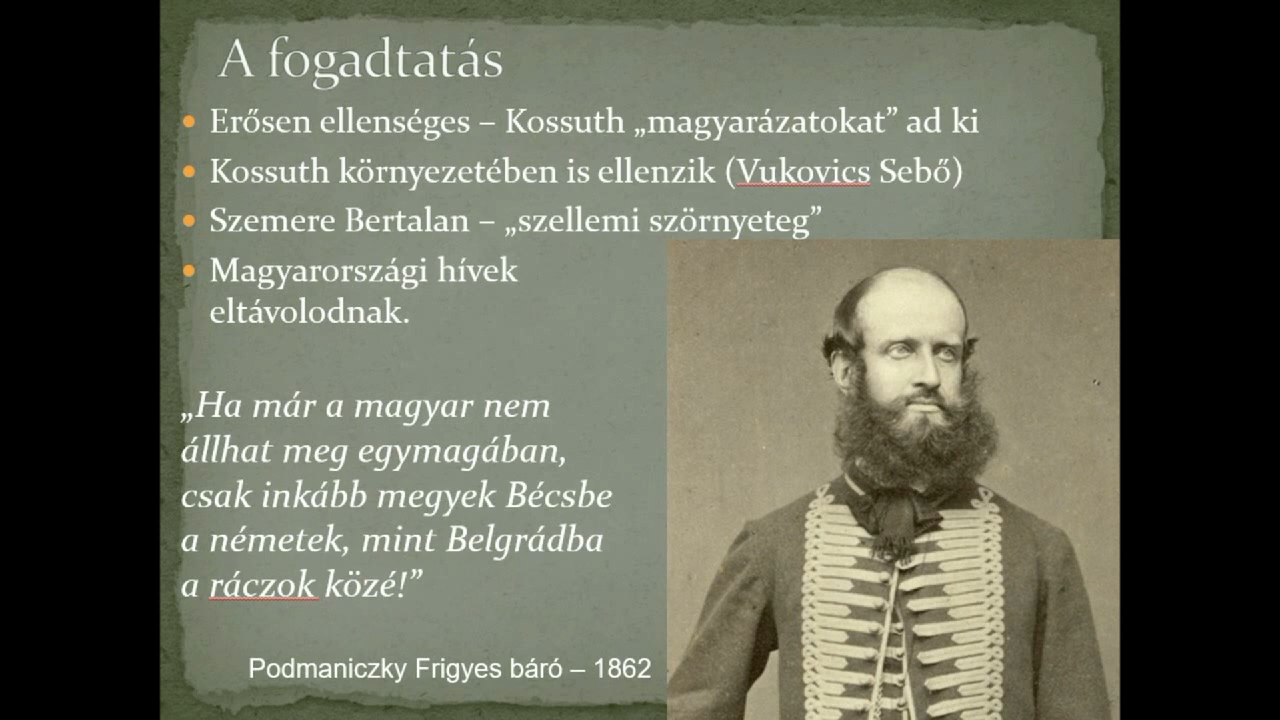 A fogadtatás
Erősen ellenséges – Kossuth „magyarázatokat” ad ki
Kossuth környezetében is ellenzik (Vukovics Sebő)
Szemere Bertalan – „szellemi szörnyeteg”
Magyarországi hívek
eltávolodnak.
„Ha már a magyar nem
állhat meg egymagában,
csak inkább megyek Bécsbe
a németek, mint Belgrádba
a ráczok közé!”
Podmaniczky Frigyes báró – 1862